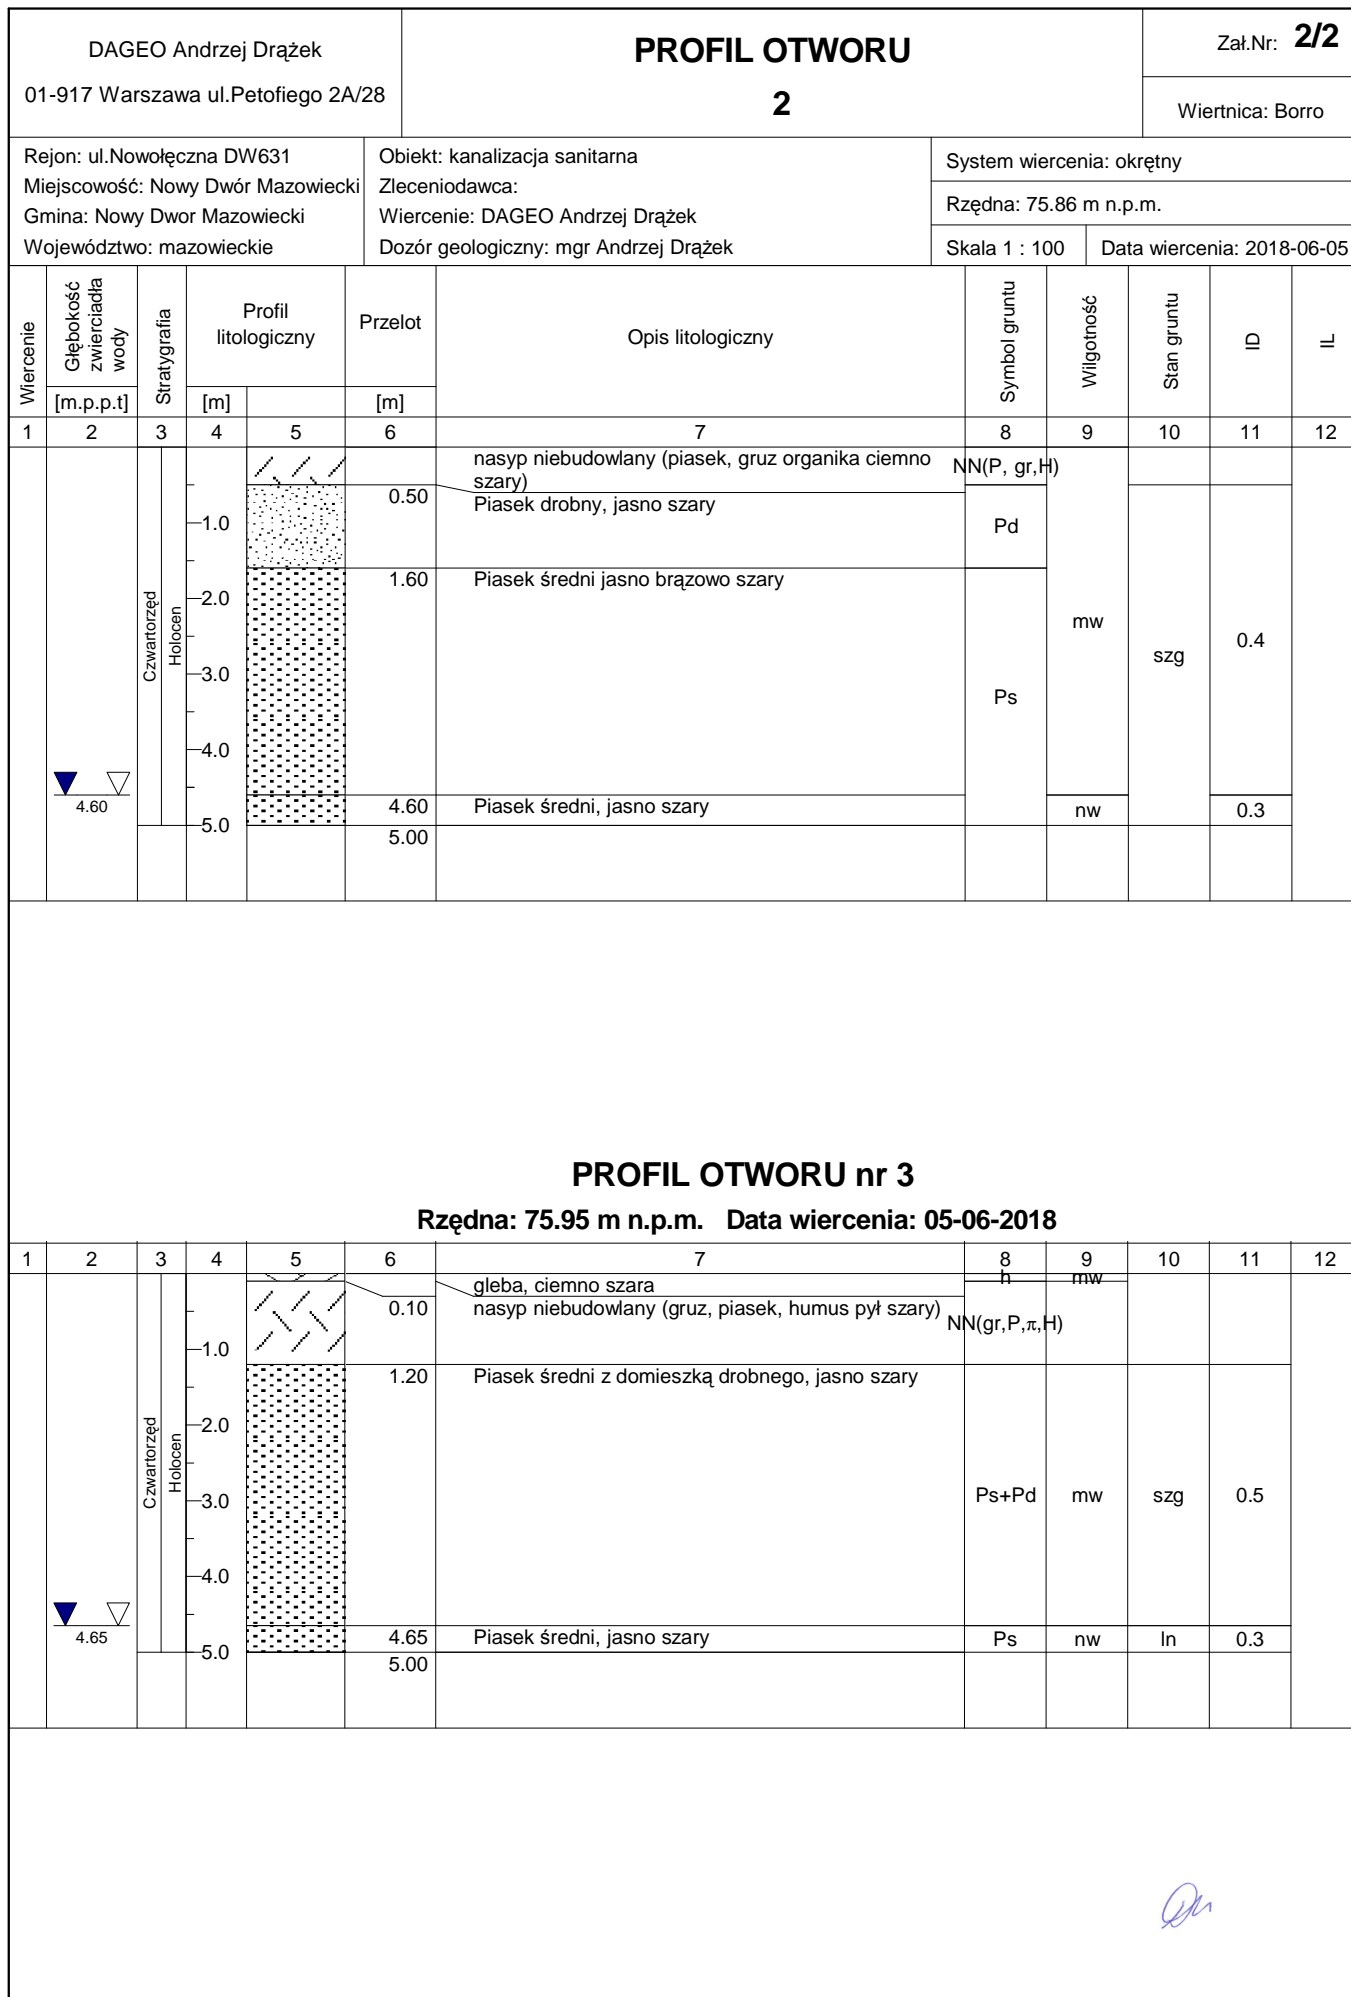 DAGEO Andrzej Drążek
01-917 Warszawa ul.Petofiego 2A/28
PROFIL OTWORU
2
Zał.Nr: 2/2
Wiertnica: Borro
Rejon: ul.Nowołęczna DW631
Miejscowość: Nowy Dwór Mazowiecki
Gmina: Nowy Dwor Mazowiecki
Województwo: mazowieckie
Obiekt: kanalizacja sanitarna
Zleceniodawca:
Wiercenie: DAGEO Andrzej Drążek
Dozór geologiczny: mgr Andrzej Drążek
System wiercenia: okrętny
Rzędna: 75.86 m n.p.m.
Skala 1 : 100 Data wiercenia: 2018-06-05
Wiercenie
Głębokość
zwierciadła
wody
[m.p.p.t]
Stratygrafia
Profil
litologiczny
[m]
Przelot
[m]
Opis litologiczny
Symbol gruntu
Wilgotność
Stan gruntu
ID
IL
1 2 3 4 5 6 7 8 9 10 11 12
nasyp niebudowlany (piasek, gruz organika ciemno
szary)
NN(P, gr,H)
0.50 Piasek drobny, jasno szary
1.0
Pd
1.60 Piasek średni jasno brązowo szary
2.0
Czwartorzęd
Holocen
mw
0.4
szg
3.0
Ps
4.0
4.60
4.60 Piasek średni, jasno szary
nw 0.3
5.0
5.00
PROFIL OTWORU nr 3
Rzędna: 75.95 m n.p.m. Data wiercenia: 05-06-2018
1 2 3 4 5 6 7 8 9 10 11 12
gleba, ciemno szara h mw
0.10 nasyp niebudowlany (gruz, piasek, humus pył szary)
NN(gr,P,π,H)
1.0
1.20 Piasek średni z domieszką drobnego, jasno szary
2.0
Czwartorzęd
Holocen
3.0
Ps+Pd mw szg 0.5
4.0
4.65
4.65 Piasek średni, jasno szary Ps nw ln 0.3
5.0
5.00